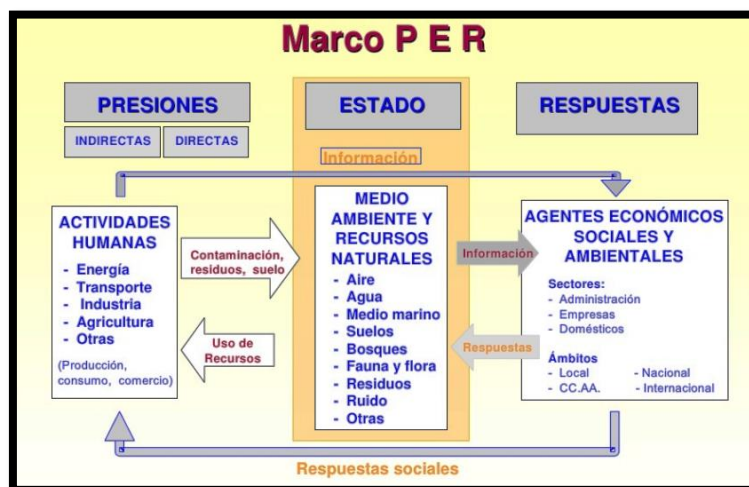 Marco P E R
PRESIONES
INDIRECTAS
DIRECTAS
ESTADO
RESPUESTAS
Información
ACTIVIDADES
HUMANAS
- Energía
- Transporte
- Industria
- Agricultura
- Otras
(Producción,
consumo, comercio)
Contaminación,
residuos, suelo
Uso de
Recursos
MEDIO
AMBIENTE Y
RECURSOS
NATURALES
- Aire
- Agua
- Medio marino
- Suelos
- Bosques
- Fauna y flora
- Residuos
- Ruido
- Otras
Información
Respuestas
AGENTES ECONÓMICOS
SOCIALES Y
AMBIENTALES
Sectores:
- Administración
- Empresas
- Domésticos
Ámbitos
- Local - Nacional
- CC.AA. - Internacional
Respuestas sociales